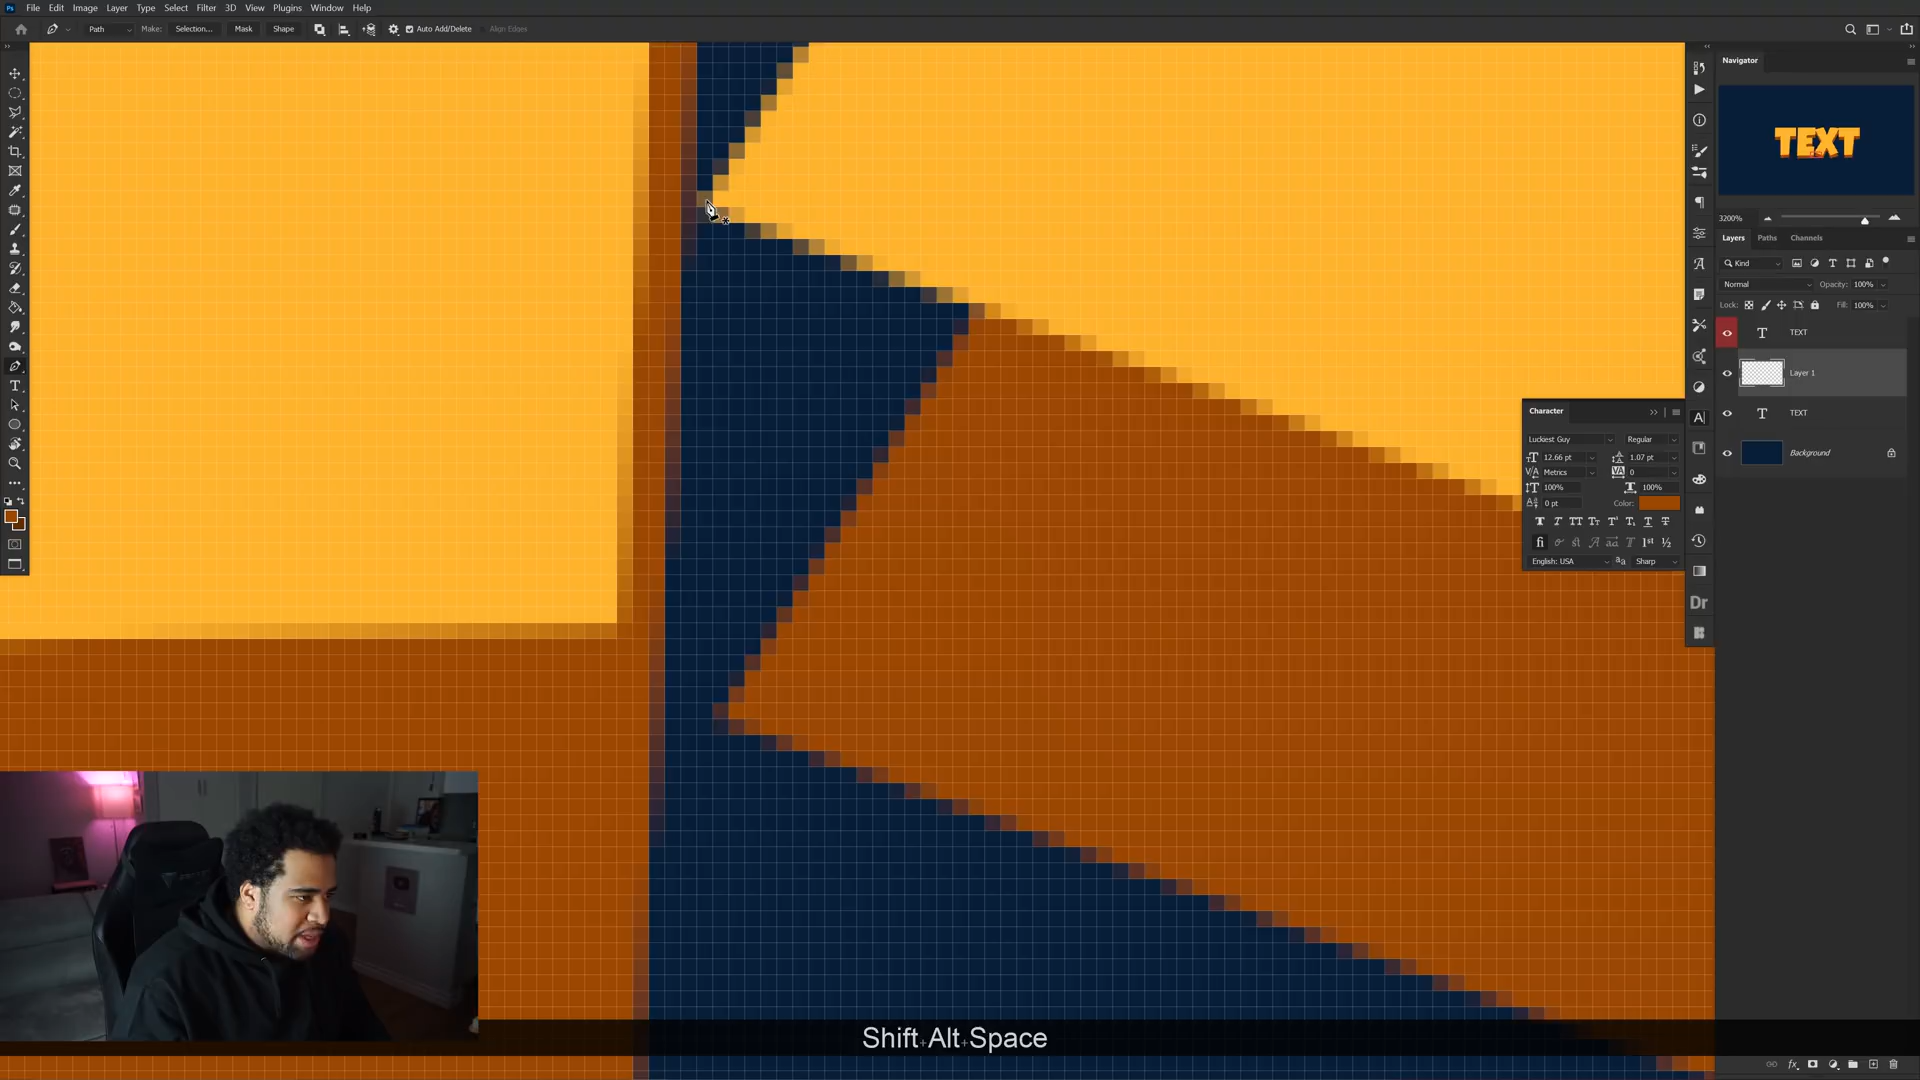 Ps File Edit Image Layer Type Select Filter 3D View Plugins Window Help
Path Make: Selection... Mask Shape Auto Add/Delete Align Edges
Navigator
TEXT
3200%
Layers Paths Channels
Kind
Normal Opacity: 100%
Lock: Fill: 100%
TEXT
Layer 1
TEXT
Background
Character
Luckiest Guy Regular
12.66 pt 1.07 pt
Metrics 0
100% 100%
0 pt Color:
English: USA Sharp
Dr
Shift+Alt+Space